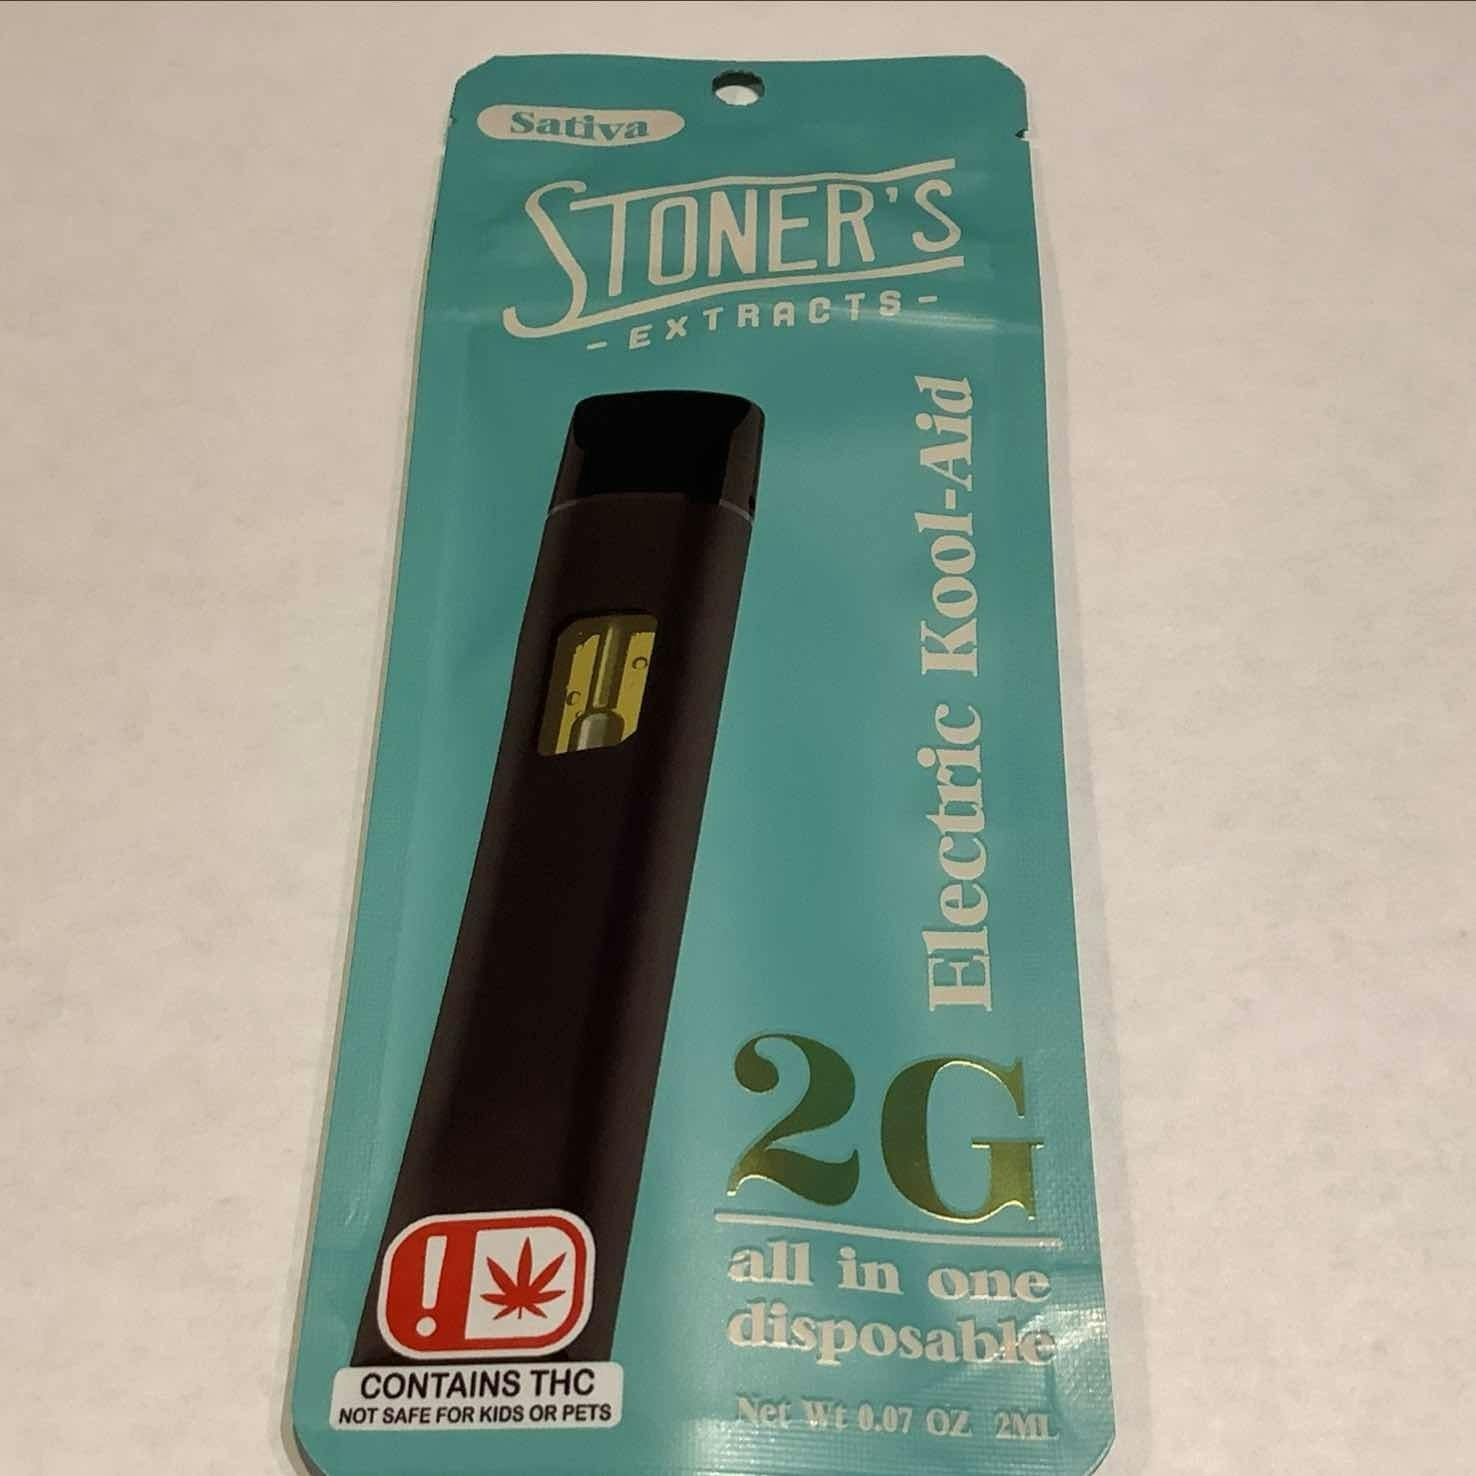 Sativa
STONER'S
-EXTRACTS-
Electric Kool-Aid
2G
all in one
disposable
Net Wt 0.07 OZ 2ML
!
CONTAINS THC
NOT SAFE FOR KIDS OR PETS